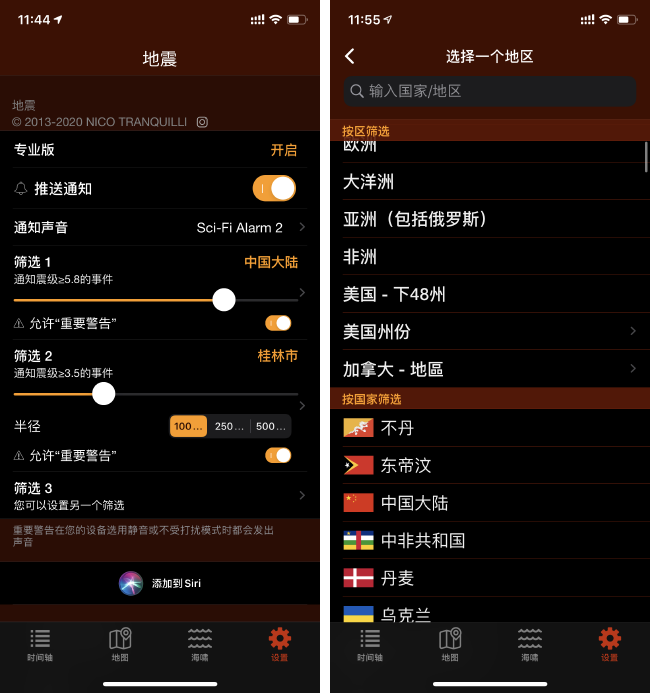 11:44
地震
地震
© 2013-2020 NICO TRANQUILLI
专业版 开启
推送通知
通知声音 Sci-Fi Alarm 2
筛选 1 中国大陆
通知震级≥5.8的事件
允许“重要警告”
筛选 2 桂林市
通知震级≥3.5的事件
半径 100... 250... 500...
允许“重要警告”
筛选 3
您可以设置另一个筛选
重要警告在您的设备选用静音或不受打扰模式时都会发出
声音
添加到 Siri
时间轴 地图 海啸 设置
11:55
选择一个地区
输入国家/地区
按区筛选
欧洲
大洋洲
亚洲（包括俄罗斯）
非洲
美国 - 下48州
美国州份
加拿大 - 地區
按国家筛选
不丹
东帝汶
中国大陆
中非共和国
丹麦
乌克兰
时间轴 地图 海啸 设置